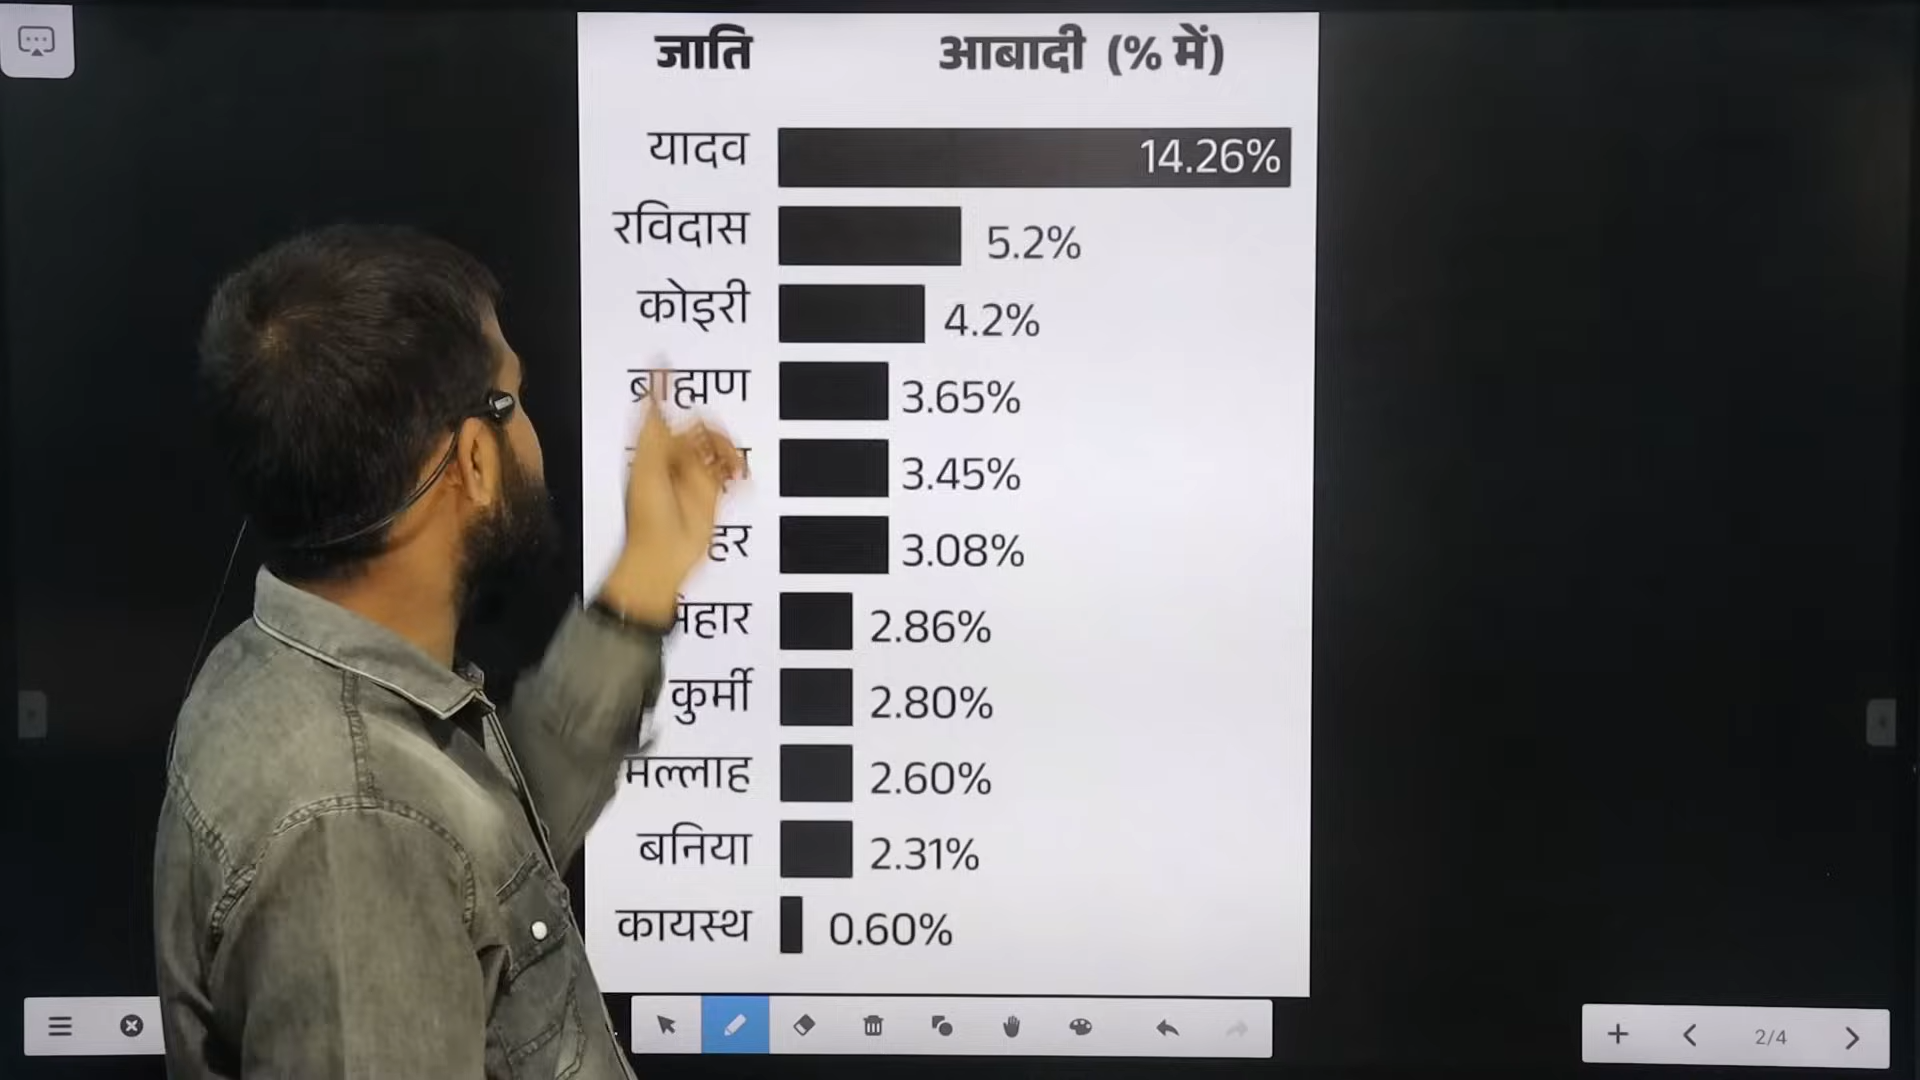 जाति आबादी (% में)
यादव 14.26%
रविदास 5.2%
कोइरी 4.2%
ब्राह्मण 3.65%
3.45%
3.08%
2.86%
कुर्मी 2.80%
मल्लाह 2.60%
बनिया 2.31%
कायस्थ 0.60%
2/4